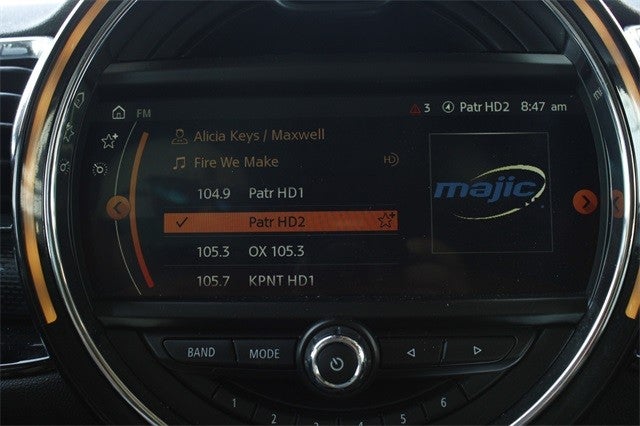 FM
3 Patr HD2 8:47 am
Alicia Keys / Maxwell
Fire We Make HD
104.9 Patr HD1
✓ Patr HD2
105.3 OX 105.3
105.7 KPNT HD1
majic
BAND MODE
1 2 3 4 5 6